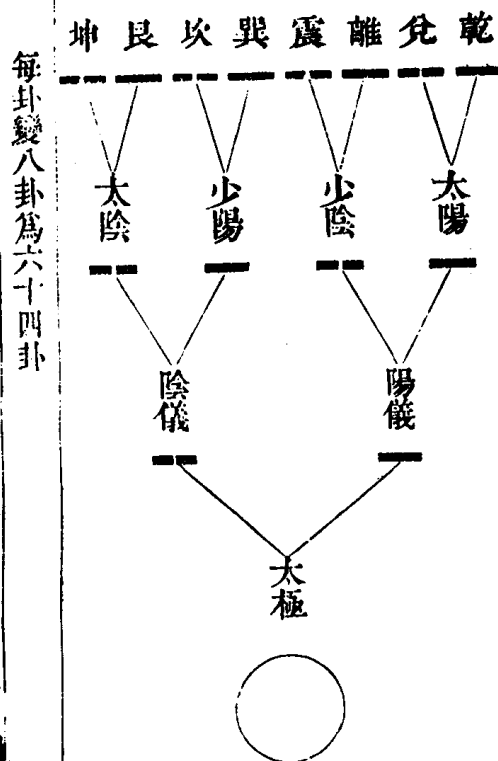 乾兌離震巽坎艮坤
太陽
少陰
少陽
太陰
陽儀
陰儀
太極
每卦變八卦為六十四卦